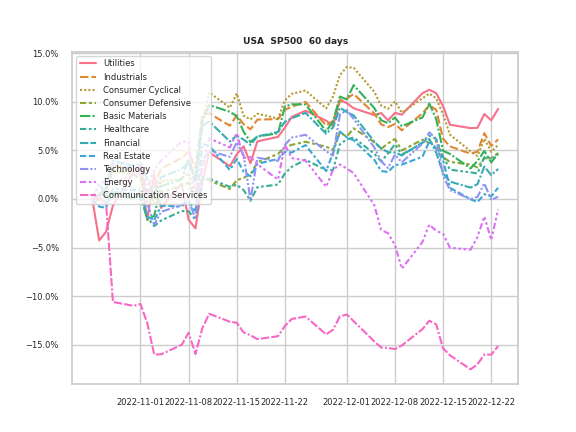 USA  SP500  60 days
15.0%
10.0%
5.0%
0.0%
−5.0%
−10.0%
−15.0%
Utilities
Industrials
Consumer Cyclical
Consumer Defensive
Basic Materials
Healthcare
Financial
Real Estate
Technology
Energy
Communication Services
2022-11-01 2022-11-08 2022-11-15 2022-11-22 2022-12-01 2022-12-08 2022-12-15 2022-12-22